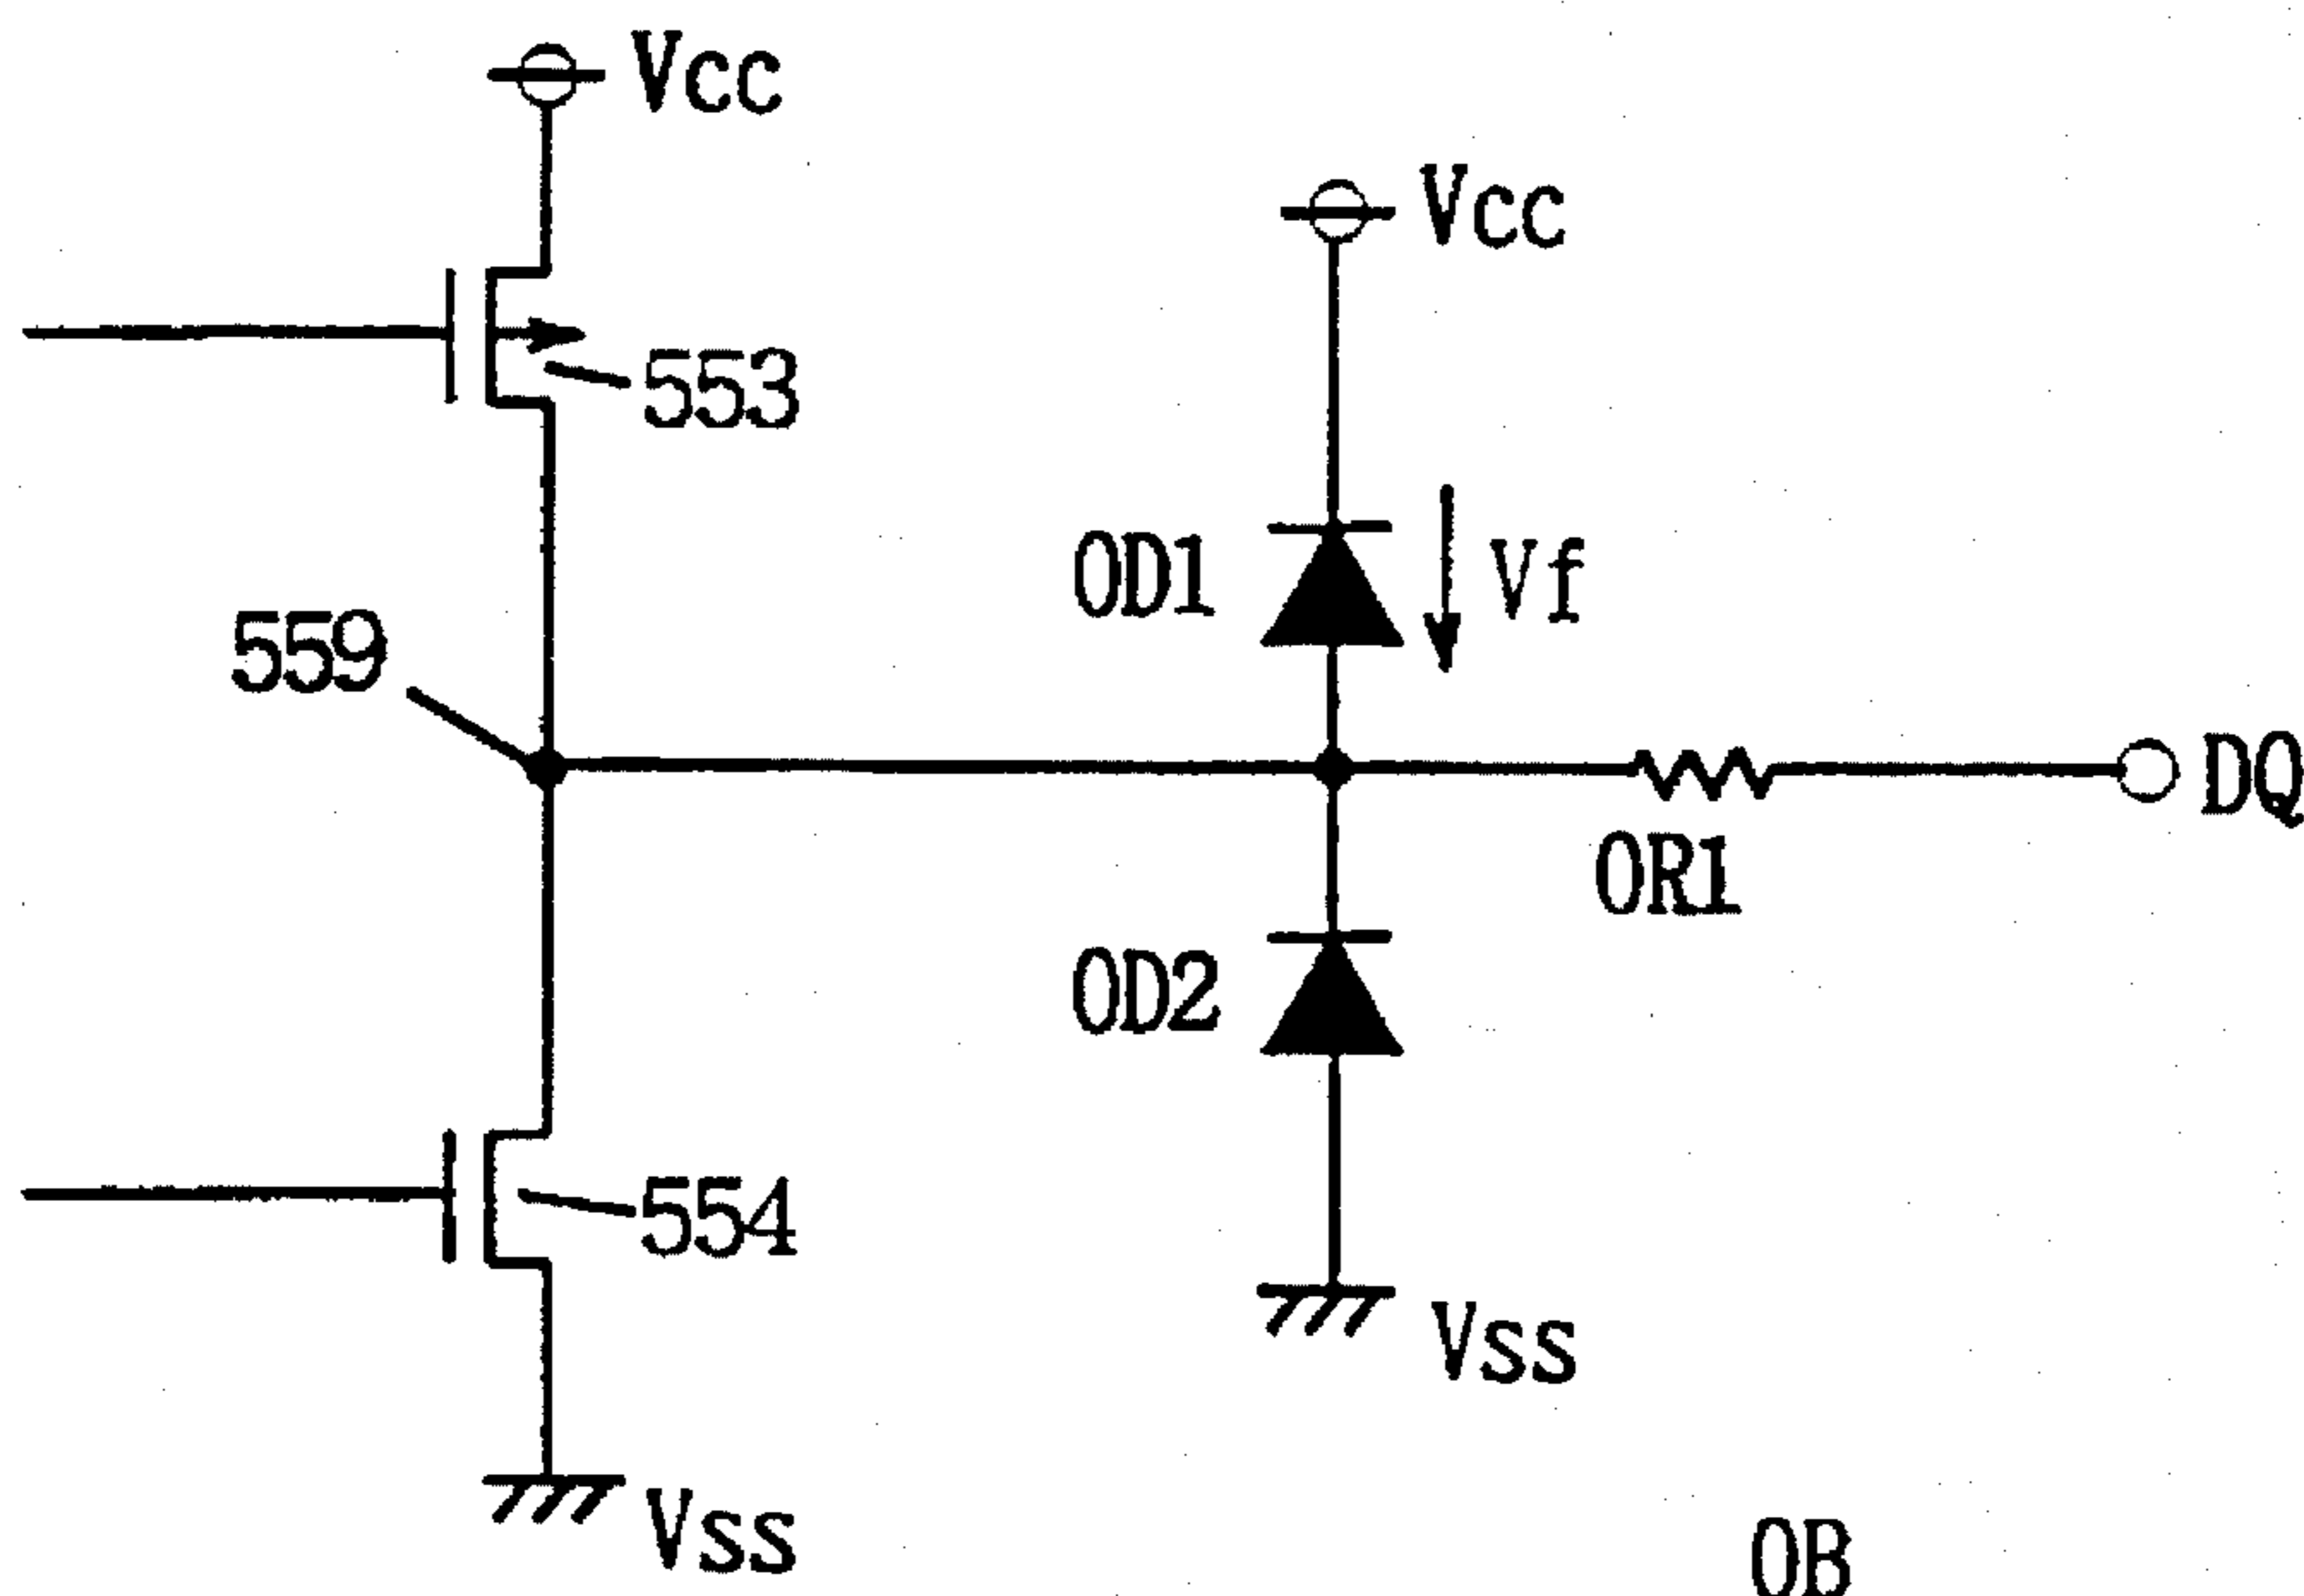 Vcc
Vcc
553
OD1
Vf
559
DQ
OR1
OD2
554
Vss
Vss
OB